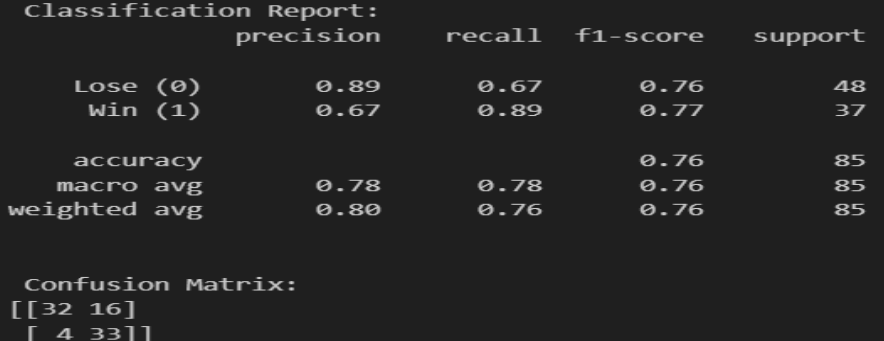 Classification Report:
precision recall f1-score support
Lose (0) 0.89 0.67 0.76 48
Win (1) 0.67 0.89 0.77 37
accuracy 0.76 85
macro avg 0.78 0.78 0.76 85
weighted avg 0.80 0.76 0.76 85
Confusion Matrix:
[[32 16]
[ 4 33]]